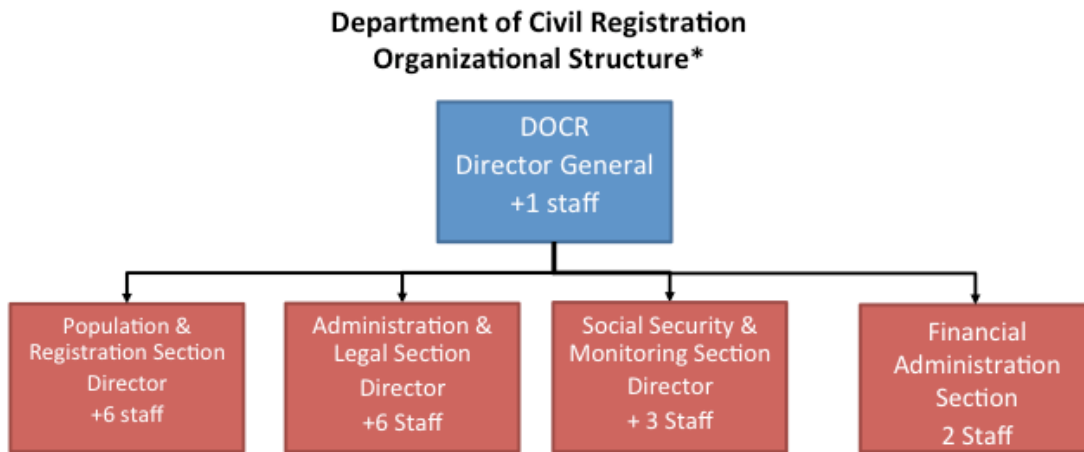 Department of Civil Registration
Organizational Structure*
DOCR
Director General
+1 staff
Population &
Registration Section
Director
+6 staff
Administration &
Legal Section
Director
+6 Staff
Social Security &
Monitoring Section
Director
+ 3 Staff
Financial
Administration
Section
2 Staff